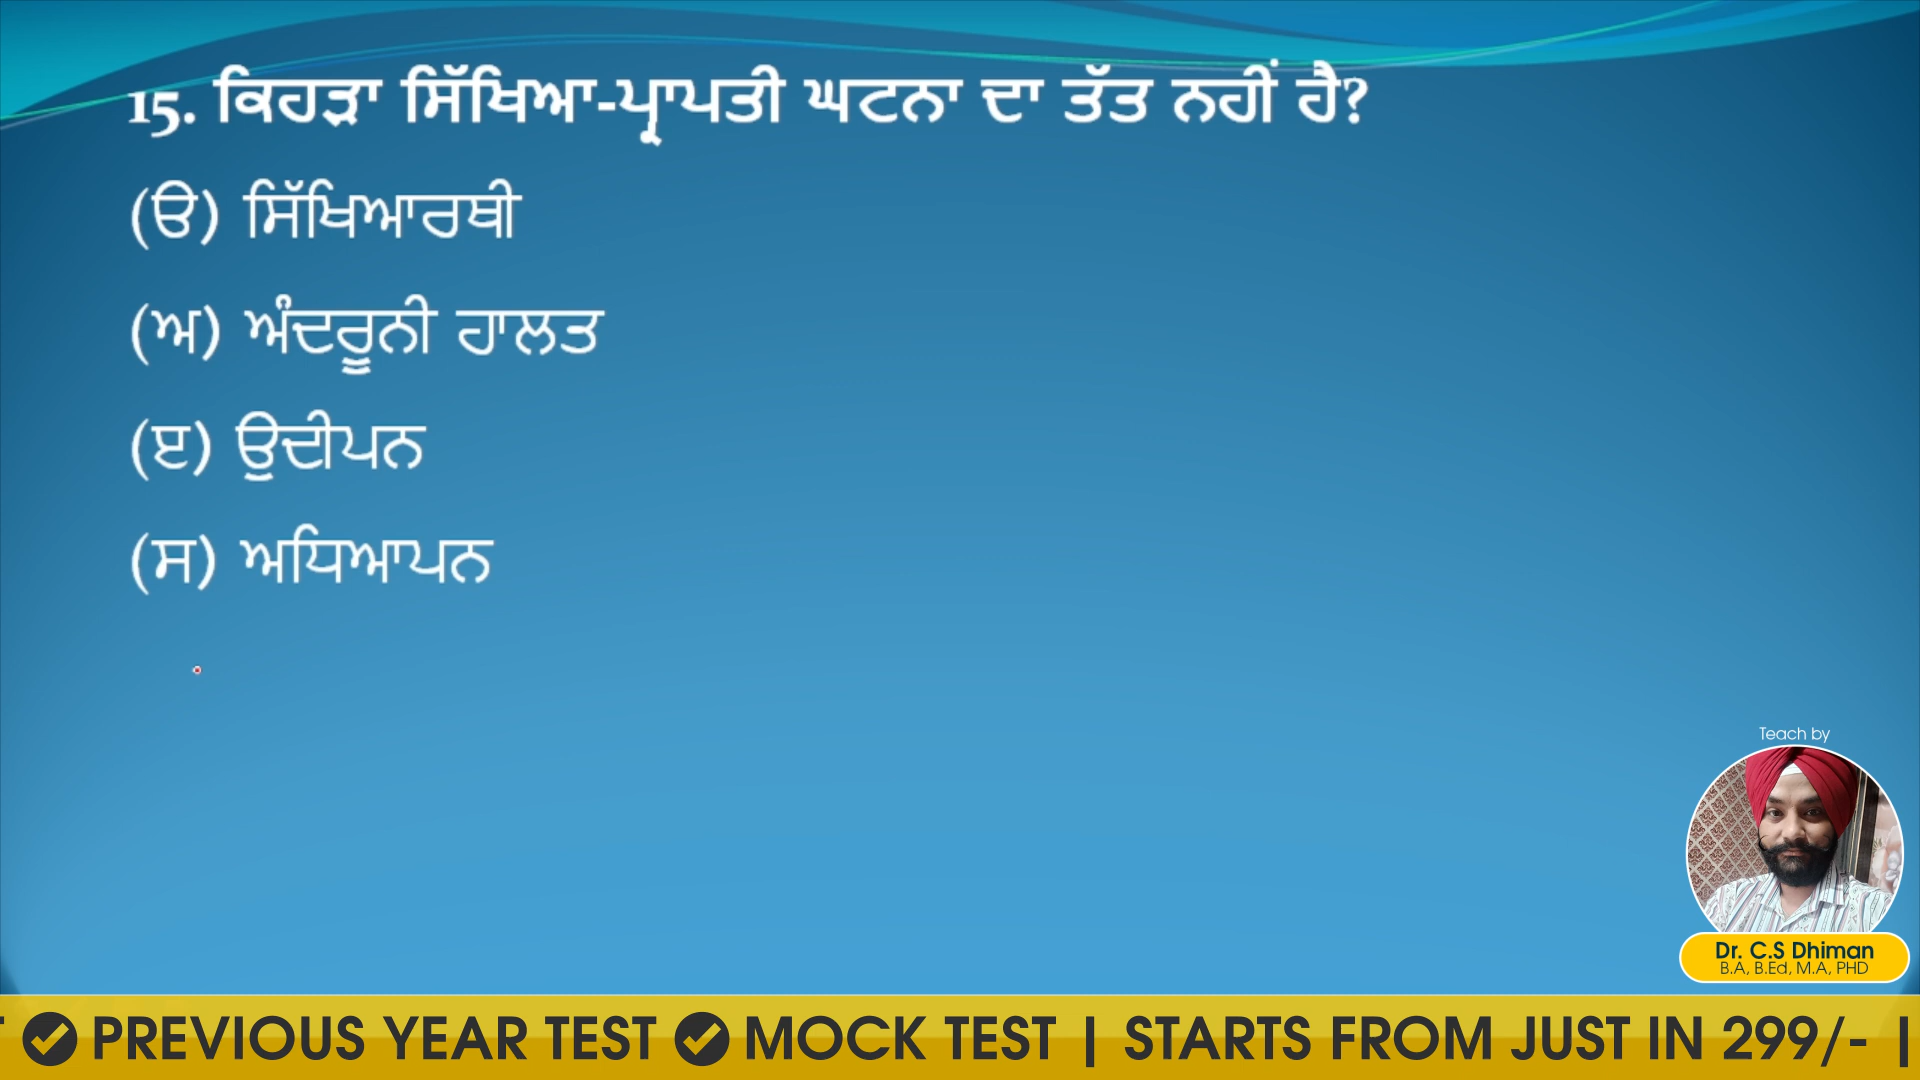 15. ਕਿਹੜਾ ਸਿੱਖਿਆ-ਪ੍ਰਾਪਤੀ ਘਟਨਾ ਦਾ ਤੱਤ ਨਹੀਂ ਹੈ?
(ੳ) ਸਿੱਖਿਆਰਥੀ
(ਅ) ਅੰਦਰੂਨੀ ਹਾਲਤ
(ੲ) ਉਦੀਪਨ
(ਸ) ਅਧਿਆਪਨ
Teach by
Dr. C.S Dhiman
B.A, B.Ed, M.A, PHD
PREVIOUS YEAR TEST MOCK TEST | STARTS FROM JUST IN 299/- |